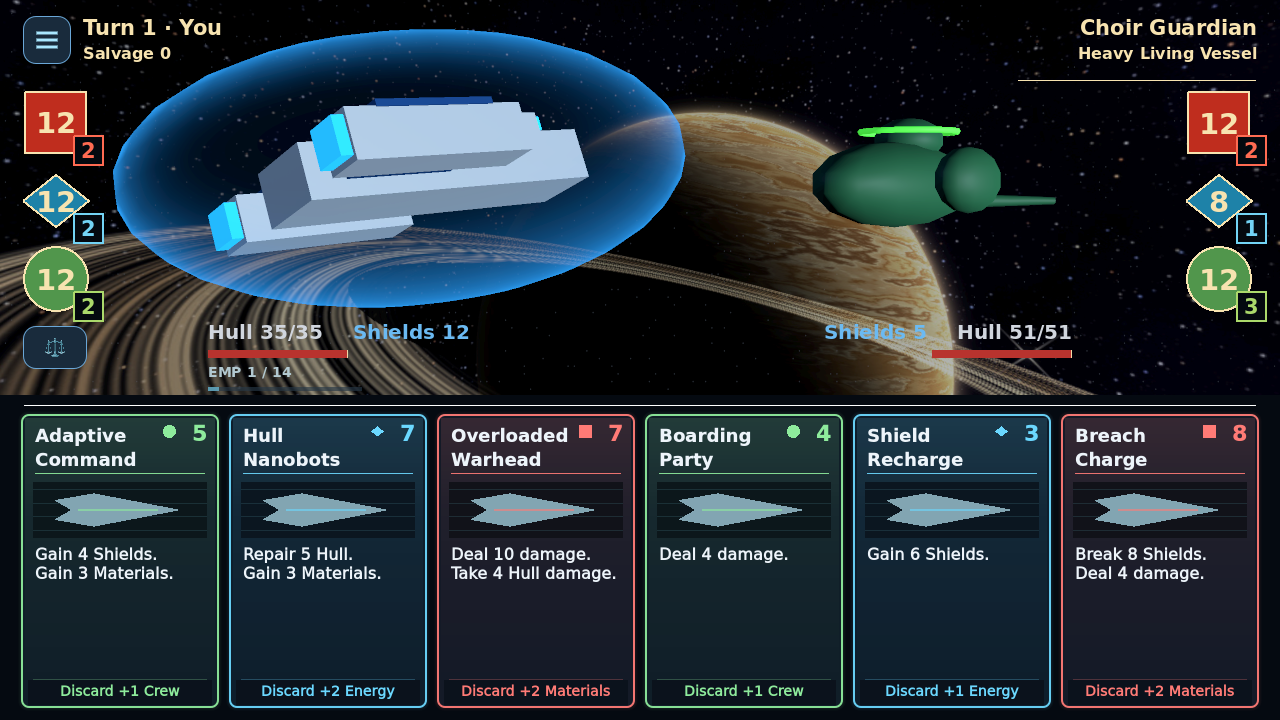 Turn 1 · You
Salvage 0
Choir Guardian
Heavy Living Vessel
12
2
12
2
12
2
12
2
8
1
12
3
Hull 35/35
Shields 12
EMP 1 / 14
Shields 5
Hull 51/51
Adaptive
Command
5
Gain 4 Shields.
Gain 3 Materials.
Discard +1 Crew
Hull
Nanobots
7
Repair 5 Hull.
Gain 3 Materials.
Discard +2 Energy
Overloaded
Warhead
7
Deal 10 damage.
Take 4 Hull damage.
Discard +2 Materials
Boarding
Party
4
Deal 4 damage.
Discard +1 Crew
Shield
Recharge
3
Gain 6 Shields.
Discard +1 Energy
Breach
Charge
8
Break 8 Shields.
Deal 4 damage.
Discard +2 Materials